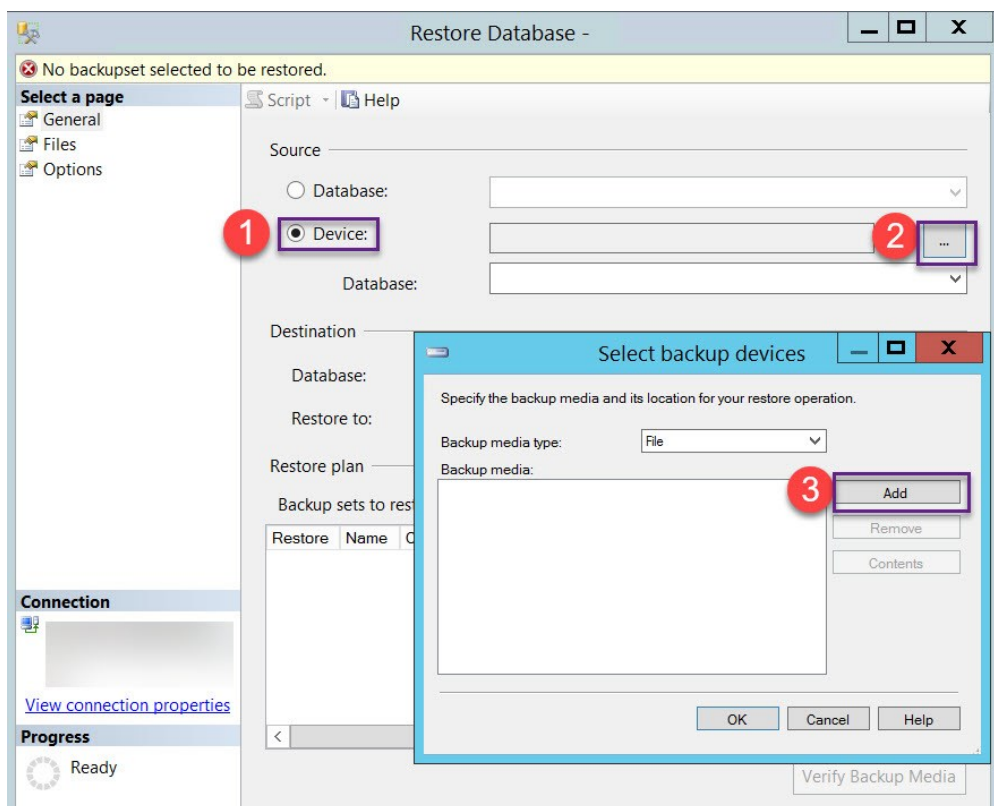 Restore Database -
No backupset selected to be restored.
Select a page
General
Files
Options
Script
Help
Source
Database:
1
Device:
2
...
Database:
Destination
Database:
Restore to:
Restore plan
Backup sets to rest
Restore Name C
Select backup devices
Specify the backup media and its location for your restore operation.
Backup media type:
File
Backup media:
3
Add
Remove
Contents
OK
Cancel
Help
Connection
View connection properties
Progress
Ready
Verify Backup Media